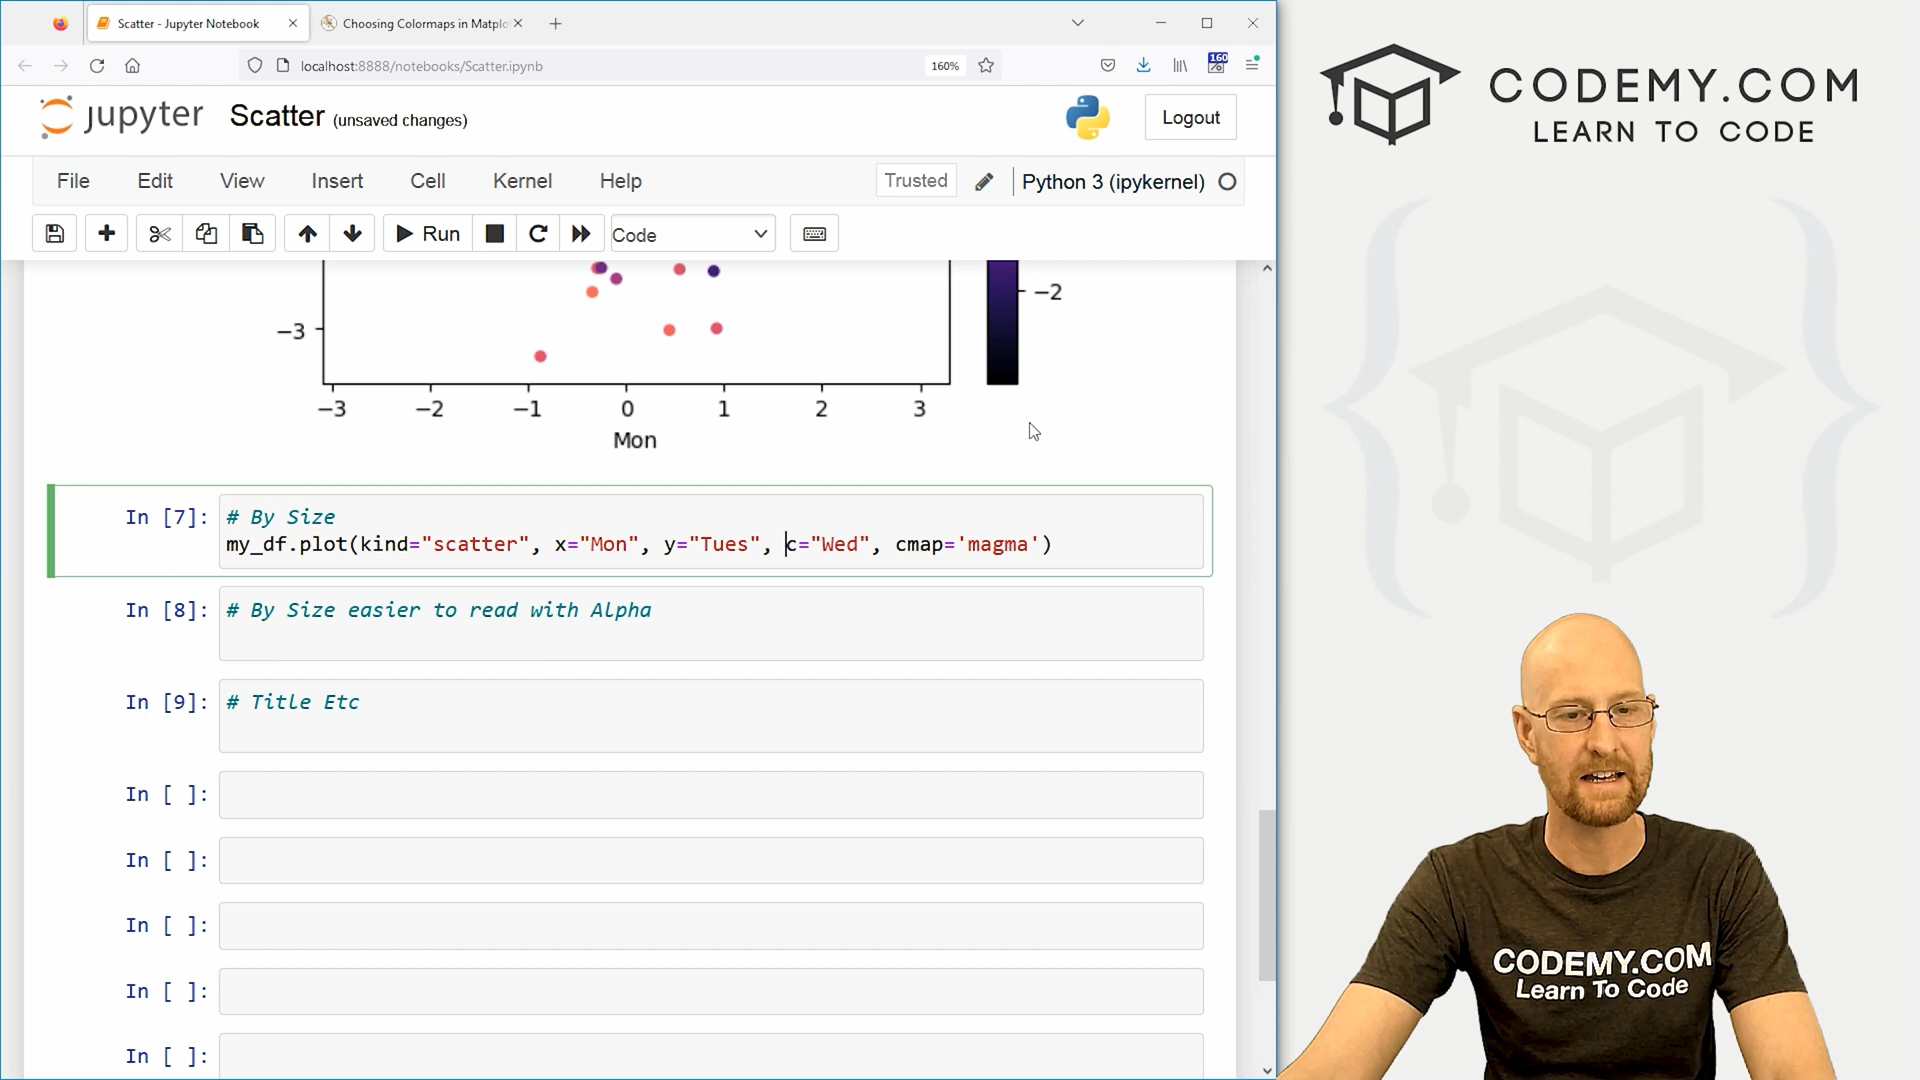 Scatter - Jupyter Notebook
Choosing Colormaps in Matplo
localhost:8888/notebooks/Scatter.ipynb
160%
160
jupyter Scatter (unsaved changes)
Logout
File Edit View Insert Cell Kernel Help
Trusted
Python 3 (ipykernel)
Run
Code
−2
−3
−3 −2 −1 0 1 2 3
Mon
In [7]:
# By Size
my_df.plot(kind="scatter", x="Mon", y="Tues", c="Wed", cmap='magma')
In [8]:
# By Size easier to read with Alpha
In [9]:
# Title Etc
In [ ]:
In [ ]:
In [ ]:
In [ ]:
In [ ]:
CODEMY.COM
LEARN TO CODE
CODEMY.COM
Learn To Code